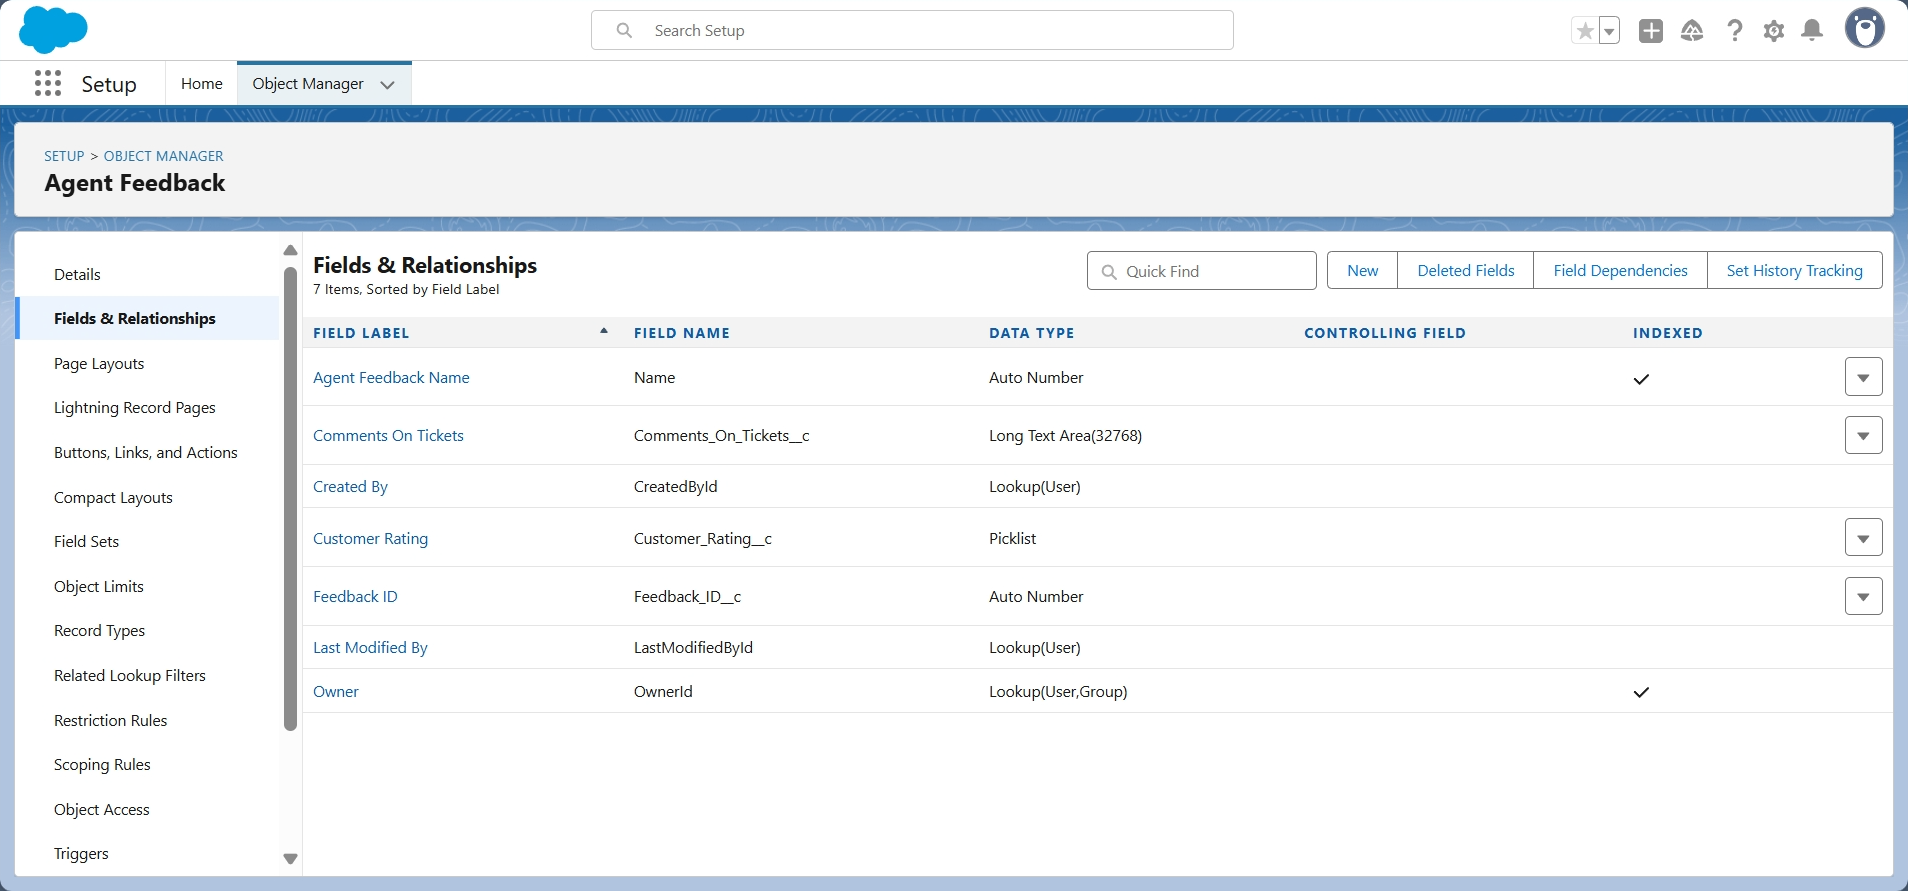 Search Setup
Setup
Home
Object Manager
SETUP > OBJECT MANAGER
Agent Feedback
Details
Fields & Relationships
Page Layouts
Lightning Record Pages
Buttons, Links, and Actions
Compact Layouts
Field Sets
Object Limits
Record Types
Related Lookup Filters
Restriction Rules
Scoping Rules
Object Access
Triggers
Fields & Relationships
7 Items, Sorted by Field Label
Quick Find
New
Deleted Fields
Field Dependencies
Set History Tracking
FIELD LABEL FIELD NAME DATA TYPE CONTROLLING FIELD INDEXED
Agent Feedback Name Name Auto Number
Comments On Tickets Comments_On_Tickets__c Long Text Area(32768)
Created By CreatedById Lookup(User)
Customer Rating Customer_Rating__c Picklist
Feedback ID Feedback_ID__c Auto Number
Last Modified By LastModifiedById Lookup(User)
Owner OwnerId Lookup(User,Group)